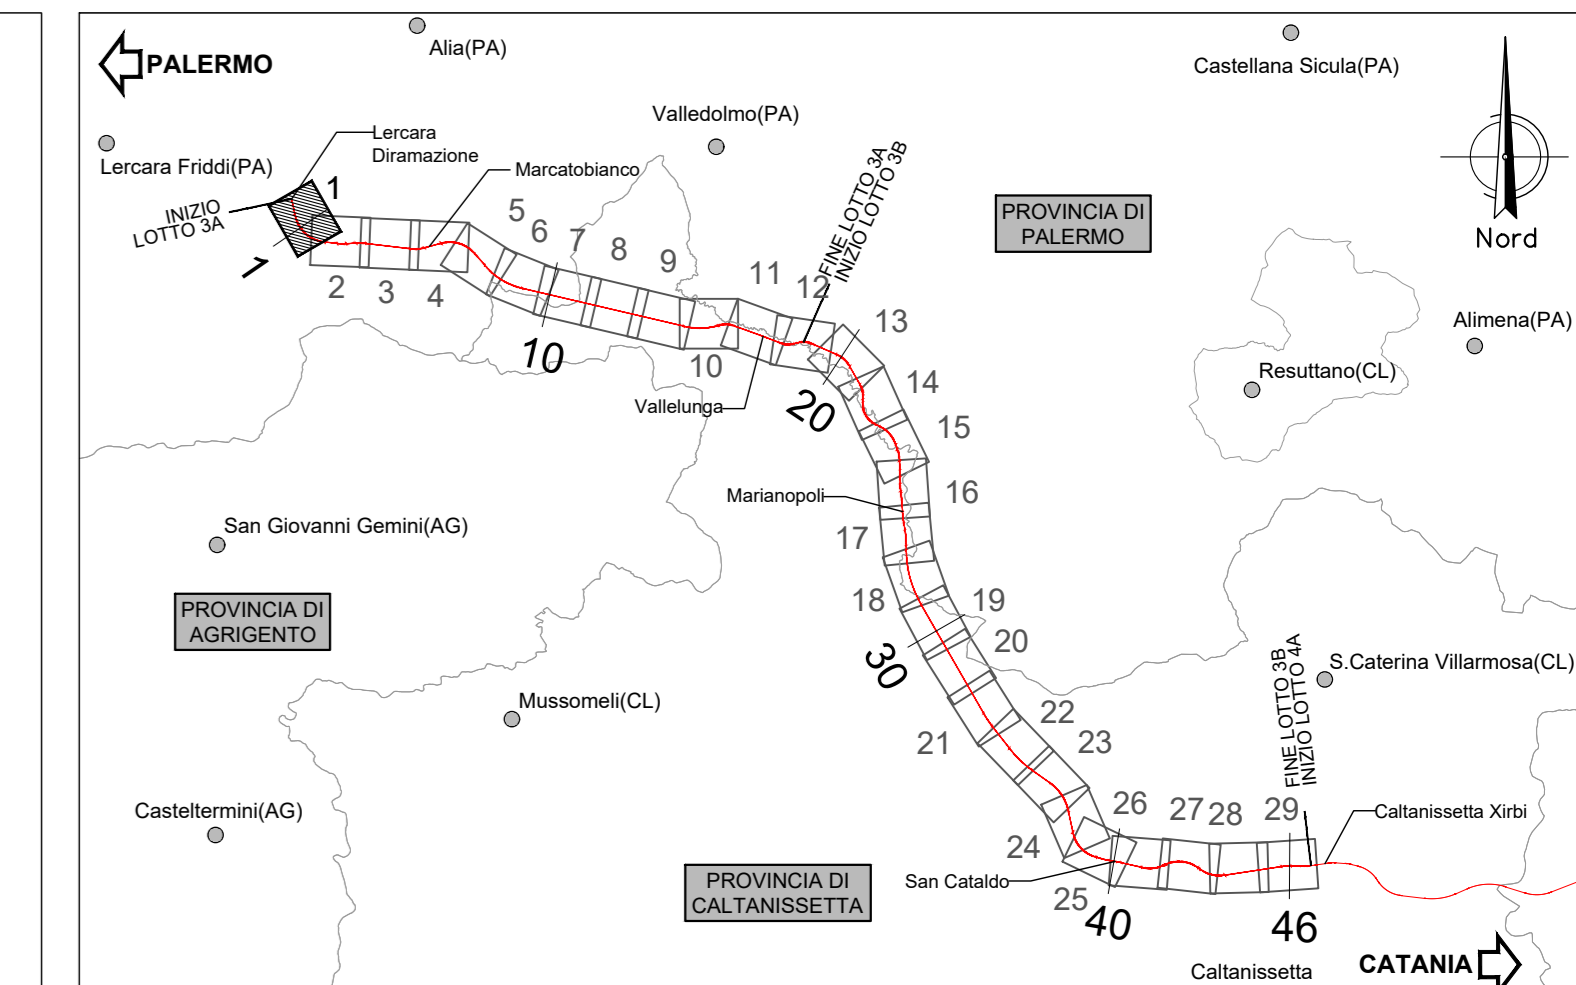 PALERMO
Alia(PA)
Castellana Sicula(PA)
Valledolmo(PA)
Lercara Friddi(PA)
Lercara
Diramazione
Marcatobianco
INIZIO
LOTTO 3A
FINE LOTTO 3A
INIZIO LOTTO 3B
PROVINCIA DI
PALERMO
Nord
1
1
2
3
4
5
6
7
8
9
10
10
11
12
13
14
15
16
17
18
19
20
20
21
22
23
24
25
26
27
28
29
30
40
46
Alimena(PA)
Resuttano(CL)
Vallelunga
Marianopoli
San Giovanni Gemini(AG)
PROVINCIA DI
AGRIGENTO
Mussomeli(CL)
S.Caterina Villarmosa(CL)
FINE LOTTO 3B
INIZIO LOTTO 4A
Casteltermini(AG)
Caltanissetta Xirbi
San Cataldo
PROVINCIA DI
CALTANISSETTA
Caltanissetta
CATANIA